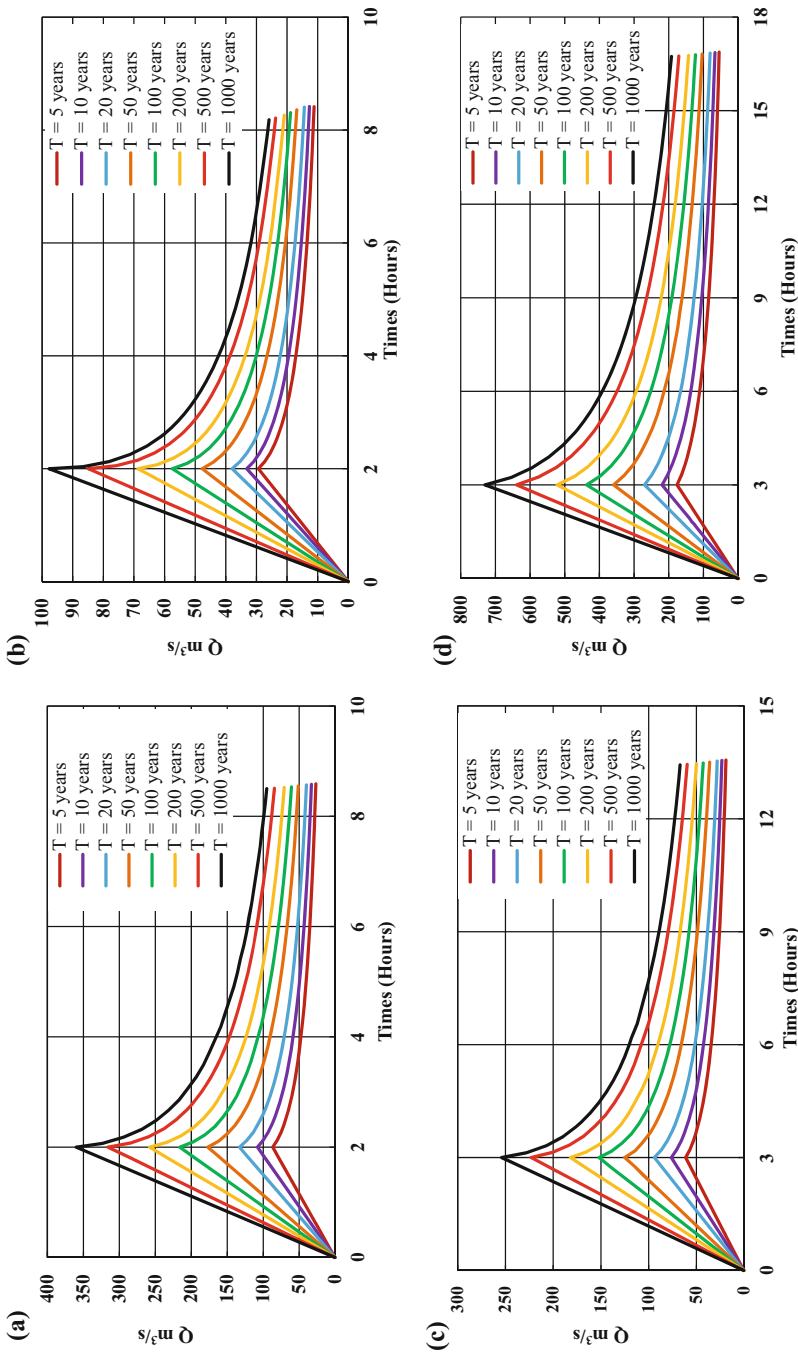 (a)
Q m³/s
400
350
300
250
200
150
100
50
0
0
2
4
6
8
10
Times (Hours)
T = 5 years
T = 10 years
T = 20 years
T = 50 years
T = 100 years
T = 200 years
T = 500 years
T = 1000 years
(b)
Q m³/s
100
90
80
70
60
50
40
30
20
10
0
0
2
4
6
8
10
Times (Hours)
T = 5 years
T = 10 years
T = 20 years
T = 50 years
T = 100 years
T = 200 years
T = 500 years
T = 1000 years
(c)
Q m³/s
300
250
200
150
100
50
0
0
3
6
9
12
15
Times (Hours)
T = 5 years
T = 10 years
T = 20 years
T = 50 years
T = 100 years
T = 200 years
T = 500 years
T = 1000 years
(d)
Q m³/s
800
700
600
500
400
300
200
100
0
0
3
6
9
12
15
18
Times (Hours)
T = 5 years
T = 10 years
T = 20 years
T = 50 years
T = 100 years
T = 200 years
T = 500 years
T = 1000 years